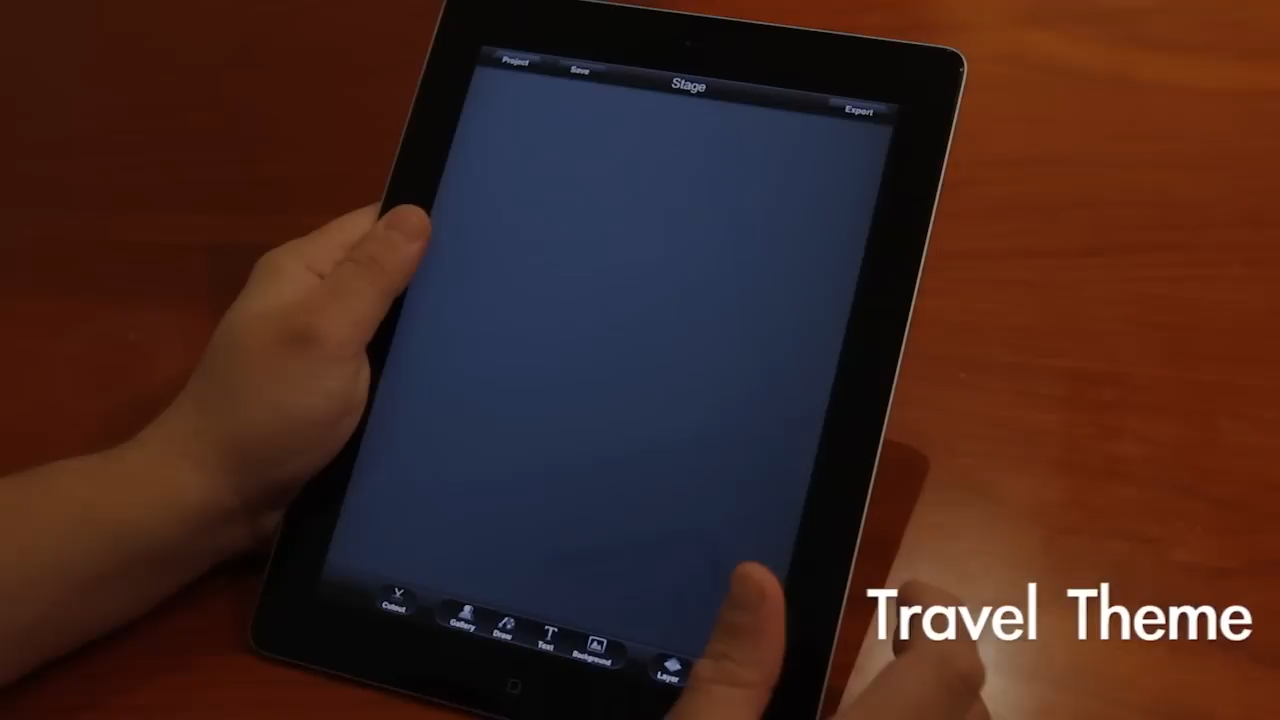 Project
Save
Stage
Export
Cutout
Gallery
Draw
Text
Background
Layer
Travel Theme